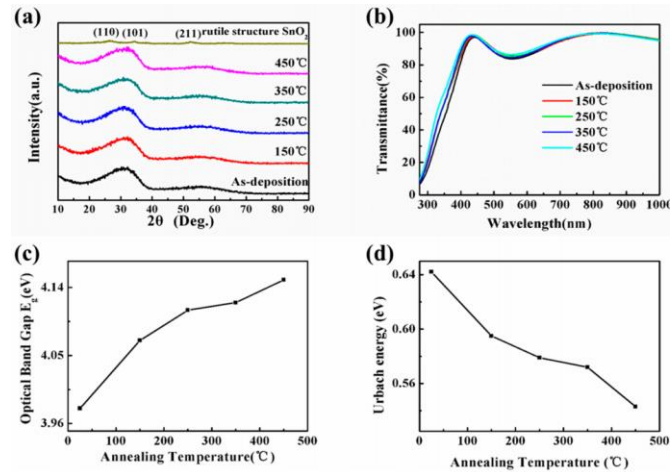 (a)
(110) (101) (211) rutile structure SnO₂
450℃
350℃
250℃
150℃
As-deposition
Intensity(a.u.)
10 20 30 40 50 60 70 80 90
2θ (Deg.)
(b)
100
80
60
40
20
0
Transmittance(%)
As-deposition
150℃
250℃
350℃
450℃
300 400 500 600 700 800 900 1000
Wavelength(nm)
(c)
4.14
4.05
3.96
Optical Band Gap Eg(eV)
0 100 200 300 400 500
Annealing Temperature(℃)
(d)
0.64
0.60
0.56
Urbach energy (eV)
0 100 200 300 400 500
Annealing Temperature (℃)